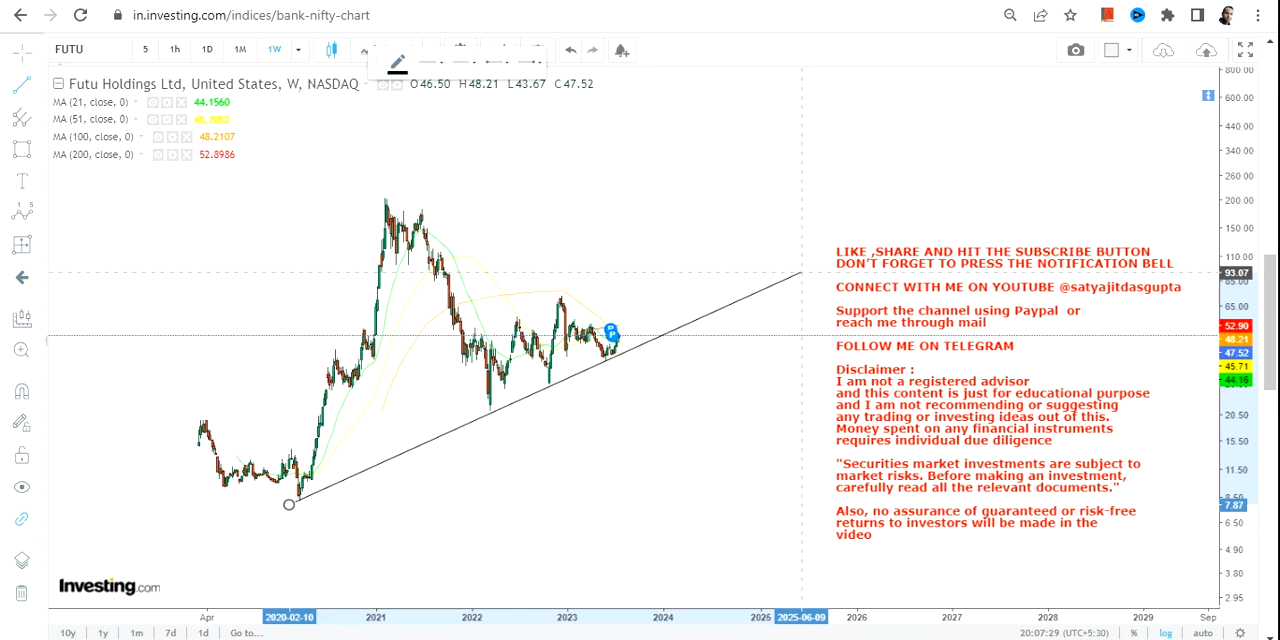 in.investing.com/indices/bank-nifty-chart
FUTU 5 1h 1D 1M 1W
Futu Holdings Ltd, United States, W, NASDAQ O46.50 H48.21 L43.67 C47.52
MA (21, close, 0) 44.1560
MA (51, close, 0)
MA (100, close, 0) 48.2107
MA (200, close, 0) 52.8986
800.00
600.00
440.00
340.00
260.00
200.00
150.00
110.00
93.07
85.00
65.00
52.90
48.21
47.52
45.71
44.16
20.50
15.50
11.50
8.50
7.87
6.50
4.90
3.80
2.95
P
P
LIKE ,SHARE AND HIT THE SUBSCRIBE BUTTON
DON'T FORGET TO PRESS THE NOTIFICATION BELL
CONNECT WITH ME ON YOUTUBE @satyajitdasgupta
Support the channel using Paypal or
reach me through mail
FOLLOW ME ON TELEGRAM
Disclaimer :
I am not a registered advisor
and this content is just for educational purpose
and I am not recommending or suggesting
any trading or investing ideas out of this.
Money spent on any financial instruments
requires individual due diligence
"Securities market investments are subject to
market risks. Before making an investment,
carefully read all the relevant documents."
Also, no assurance of guaranteed or risk-free
returns to investors will be made in the
video
Investing.com
Apr 2020-02-10 2021 2022 2023 2024 2025 2025-06-09 2026 2027 2028 2029 Sep
10y 1y 1m 7d 1d Go to... 20:07:29 (UTC+5:30) % log auto